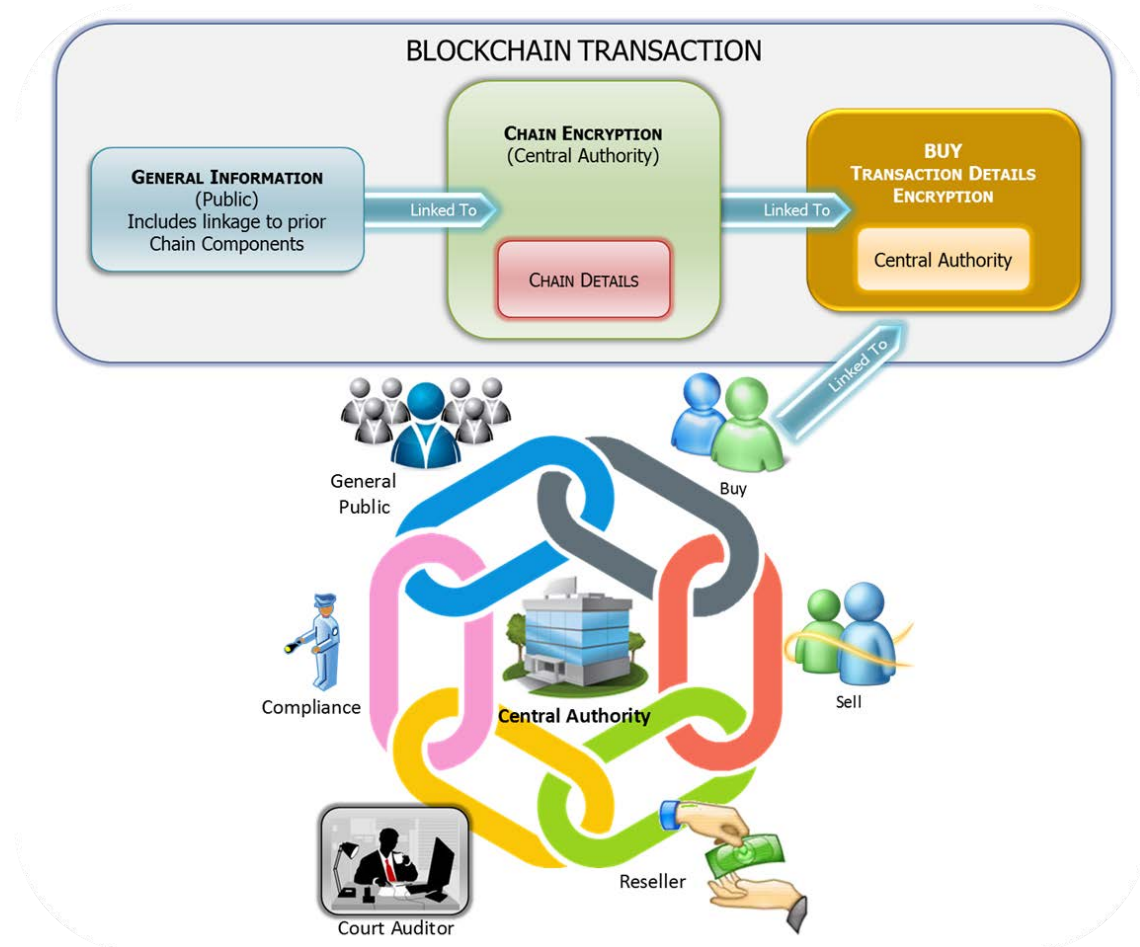 BLOCKCHAIN TRANSACTION
GENERAL INFORMATION
(Public)
Includes linkage to prior
Chain Components
Linked To
CHAIN ENCRYPTION
(Central Authority)
CHAIN DETAILS
Linked To
BUY
TRANSACTION DETAILS
ENCRYPTION
Central Authority
Linked To
General
Public
Buy
Compliance
Central Authority
Sell
Court Auditor
Reseller